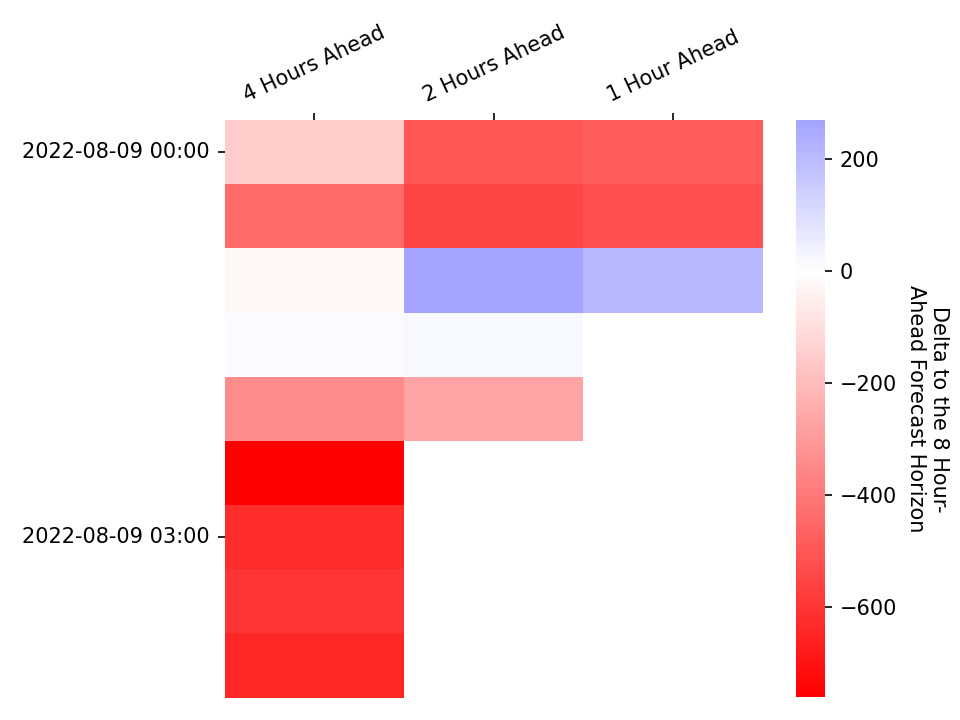 4 Hours Ahead
2 Hours Ahead
1 Hour Ahead
2022-08-09 00:00
2022-08-09 03:00
200
0
−200
−400
−600
Delta to the 8 Hour-
Ahead Forecast Horizon